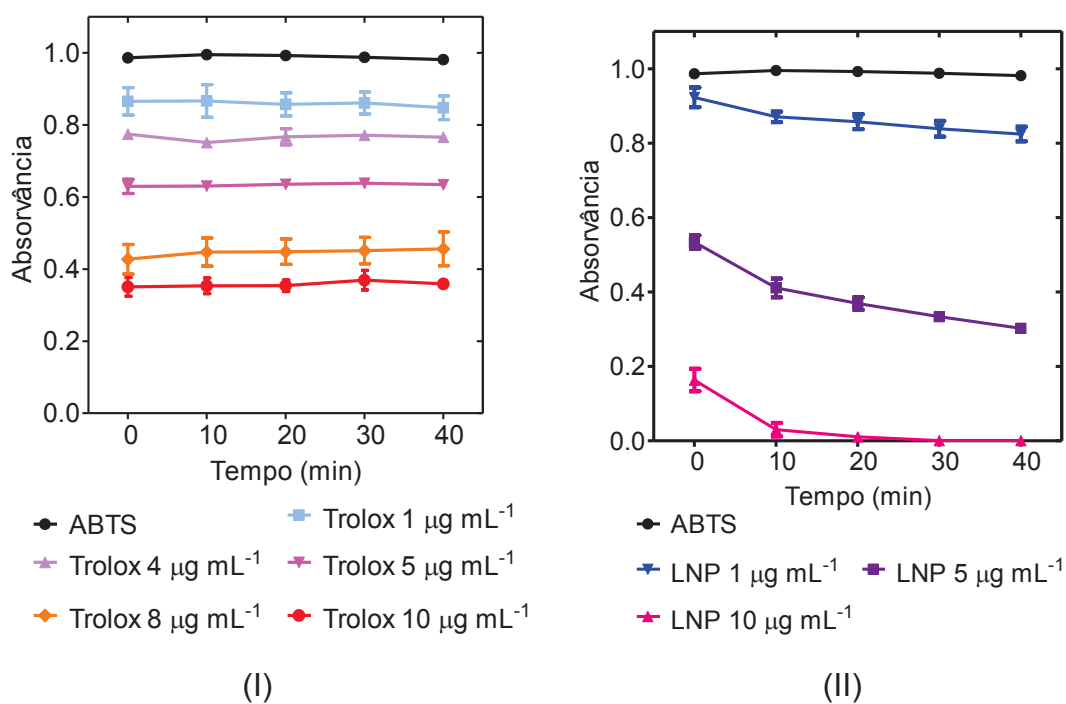 1.0
0.8
0.6
0.4
0.2
0.0
Absorvância
0 10 20 30 40
Tempo (min)
ABTS
Trolox 1 μg mL⁻¹
Trolox 4 μg mL⁻¹
Trolox 5 μg mL⁻¹
Trolox 8 μg mL⁻¹
Trolox 10 μg mL⁻¹
(I)
1.0
0.8
0.6
0.4
0.2
0.0
Absorvância
0 10 20 30 40
Tempo (min)
ABTS
LNP 1 μg mL⁻¹
LNP 5 μg mL⁻¹
LNP 10 μg mL⁻¹
(II)